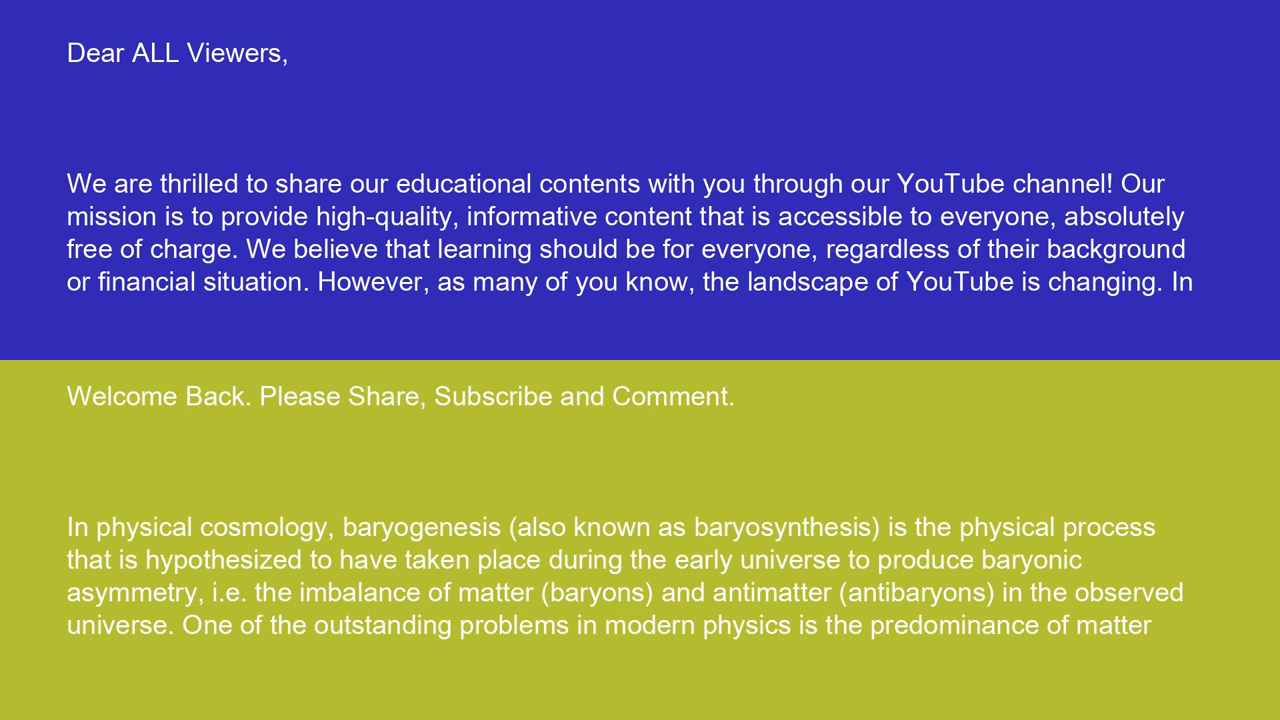 Dear ALL Viewers,
We are thrilled to share our educational contents with you through our YouTube channel! Our
mission is to provide high-quality, informative content that is accessible to everyone, absolutely
free of charge. We believe that learning should be for everyone, regardless of their background
or financial situation. However, as many of you know, the landscape of YouTube is changing. In
Welcome Back. Please Share, Subscribe and Comment.
In physical cosmology, baryogenesis (also known as baryosynthesis) is the physical process
that is hypothesized to have taken place during the early universe to produce baryonic
asymmetry, i.e. the imbalance of matter (baryons) and antimatter (antibaryons) in the observed
universe. One of the outstanding problems in modern physics is the predominance of matter